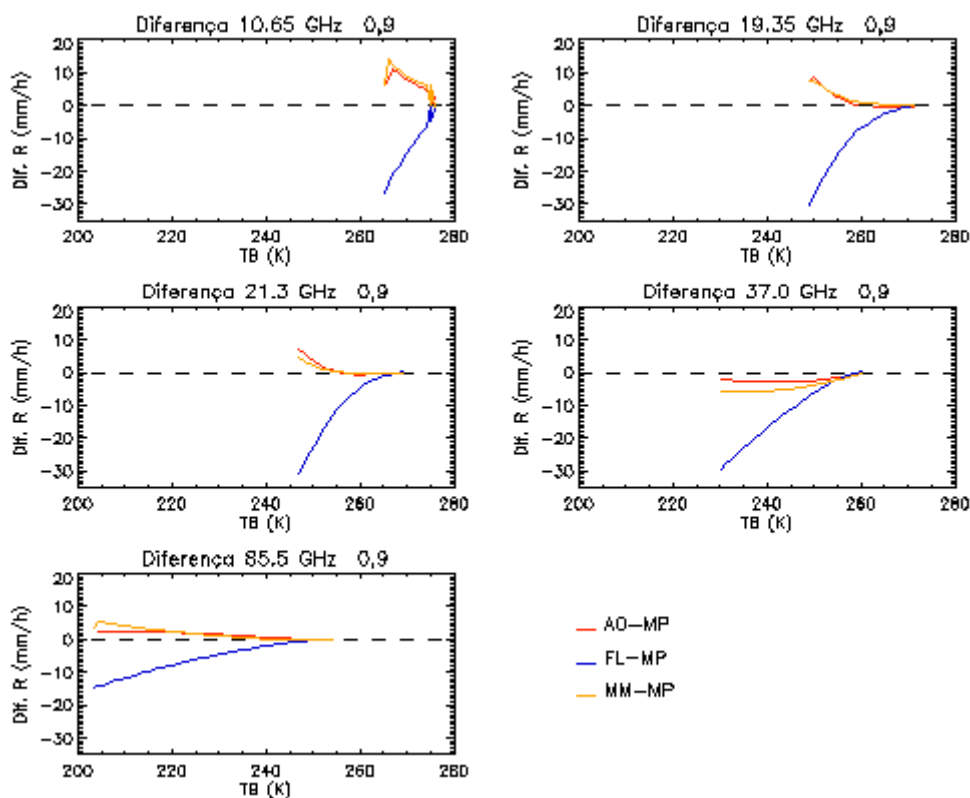 Diferença 10.65 GHz 0,9
20
10
0
−10
−20
−30
Dif. R (mm/h)
200 220 240 260 280
TB (K)
Diferença 19.35 GHz 0,9
20
10
0
−10
−20
−30
Dif. R (mm/h)
200 220 240 260 280
TB (K)
Diferença 21.3 GHz 0,9
20
10
0
−10
−20
−30
Dif. R (mm/h)
200 220 240 260 280
TB (K)
Diferença 37.0 GHz 0,9
20
10
0
−10
−20
−30
Dif. R (mm/h)
200 220 240 260 280
TB (K)
Diferença 85.5 GHz 0,9
20
10
0
−10
−20
−30
Dif. R (mm/h)
200 220 240 260 280
TB (K)
AO−MP
FL−MP
MM−MP